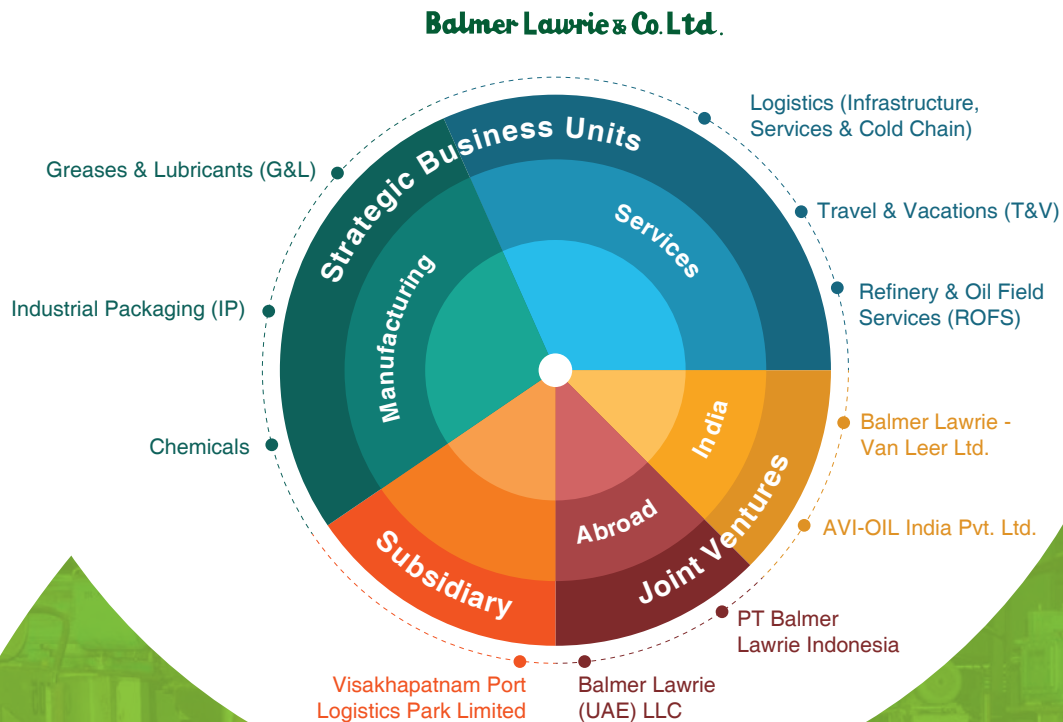 Balmer Lawrie & Co. Ltd.
Strategic Business Units
Manufacturing
Services
Greases & Lubricants (G&L)
Industrial Packaging (IP)
Chemicals
Logistics (Infrastructure,
Services & Cold Chain)
Travel & Vacations (T&V)
Refinery & Oil Field
Services (ROFS)
Joint Ventures
India
Balmer Lawrie -
Van Leer Ltd.
AVI-OIL India Pvt. Ltd.
Abroad
PT Balmer
Lawrie Indonesia
Balmer Lawrie
(UAE) LLC
Subsidiary
Visakhapatnam Port
Logistics Park Limited